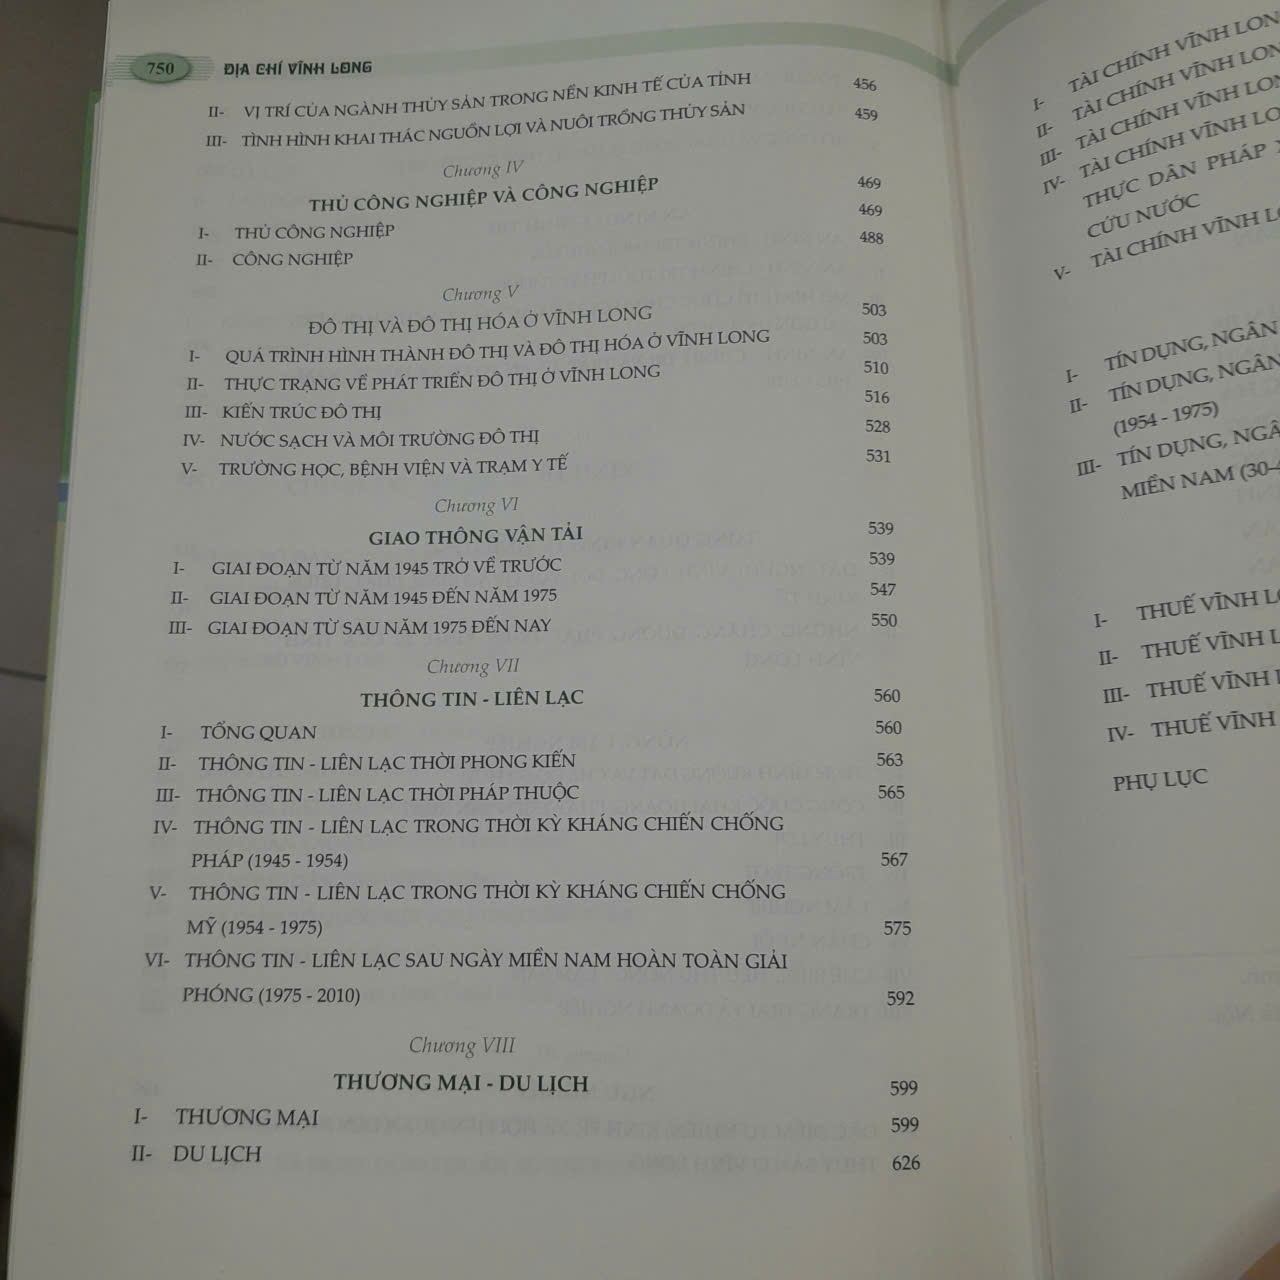 750 ĐỊA CHÍ VĨNH LONG
II- VỊ TRÍ CỦA NGÀNH THỦY SẢN TRONG NỀN KINH TẾ CỦA TỈNH 456
III- TÌNH HÌNH KHAI THÁC NGUỒN LỢI VÀ NUÔI TRỒNG THỦY SẢN 459
Chương IV
THỦ CÔNG NGHIỆP VÀ CÔNG NGHIỆP 469
I- THỦ CÔNG NGHIỆP 469
II- CÔNG NGHIỆP 488
Chương V
ĐÔ THỊ VÀ ĐÔ THỊ HÓA Ở VĨNH LONG 503
I- QUÁ TRÌNH HÌNH THÀNH ĐÔ THỊ VÀ ĐÔ THỊ HÓA Ở VĨNH LONG 503
II- THỰC TRẠNG VỀ PHÁT TRIỂN ĐÔ THỊ Ở VĨNH LONG 510
III- KIẾN TRÚC ĐÔ THỊ 516
IV- NƯỚC SẠCH VÀ MÔI TRƯỜNG ĐÔ THỊ 528
V- TRƯỜNG HỌC, BỆNH VIỆN VÀ TRẠM Y TẾ 531
Chương VI
GIAO THÔNG VẬN TẢI 539
I- GIAI ĐOẠN TỪ NĂM 1945 TRỞ VỀ TRƯỚC 539
II- GIAI ĐOẠN TỪ NĂM 1945 ĐẾN NĂM 1975 547
III- GIAI ĐOẠN TỪ SAU NĂM 1975 ĐẾN NAY 550
Chương VII
THÔNG TIN - LIÊN LẠC 560
I- TỔNG QUAN 560
II- THÔNG TIN - LIÊN LẠC THỜI PHONG KIẾN 563
III- THÔNG TIN - LIÊN LẠC THỜI PHÁP THUỘC 565
IV- THÔNG TIN - LIÊN LẠC TRONG THỜI KỲ KHÁNG CHIẾN CHỐNG
PHÁP (1945 - 1954) 567
V- THÔNG TIN - LIÊN LẠC TRONG THỜI KỲ KHÁNG CHIẾN CHỐNG
MỸ (1954 - 1975) 575
VI- THÔNG TIN - LIÊN LẠC SAU NGÀY MIỀN NAM HOÀN TOÀN GIẢI
PHÓNG (1975 - 2010) 592
Chương VIII
THƯƠNG MẠI - DU LỊCH 599
I- THƯƠNG MẠI 599
II- DU LỊCH 626
I- TÀI CHÍNH VĨNH
II- TÀI CHÍNH VĨNH
III- TÀI CHÍNH VĨNH
IV- TÀI CHÍNH VĨNH
THỰC DÂN PHÁP
CỨU NƯỚC
V- TÀI CHÍNH VĨNH
I- TÍN DỤNG, NGÂN
II- TÍN DỤNG, NGÂN
(1954 - 1975)
III- TÍN DỤNG,
MIỀN NAM
I- THUẾ VĨNH
II- THUẾ VĨNH
III- THUẾ VĨNH
IV- THUẾ VĨNH
PHỤ LỤC